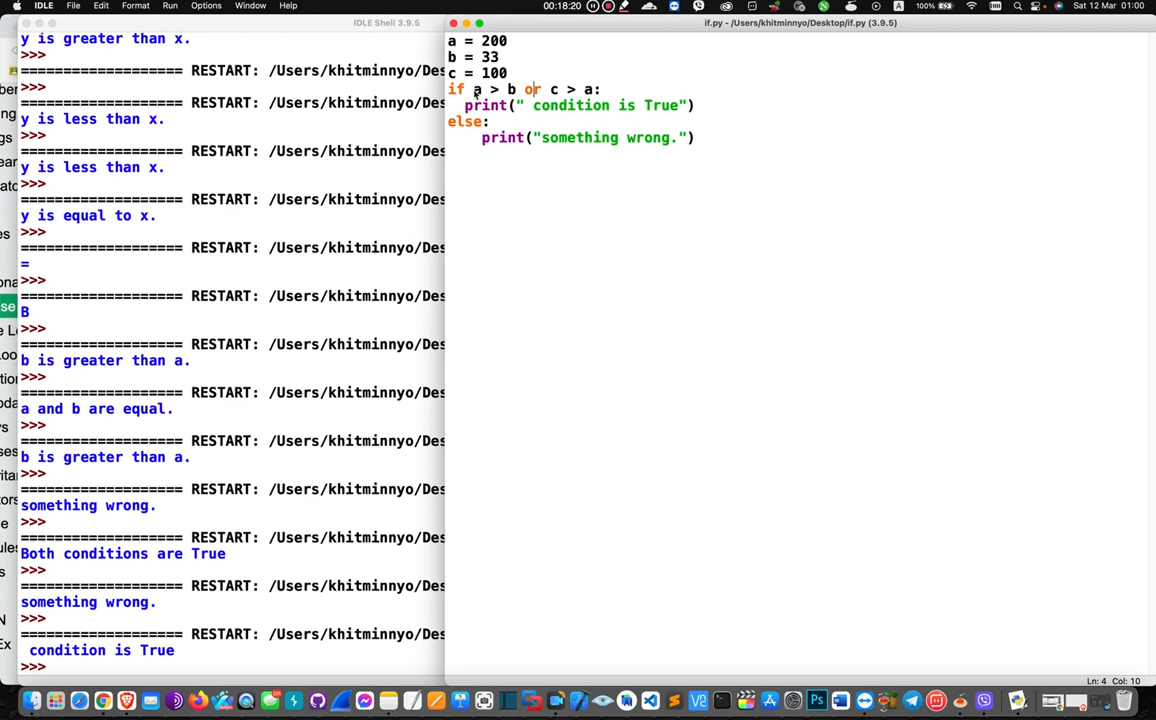 IDLE File Edit Format Run Options Window Help
00:18:20
A
100%
Sat 12 Mar 01:00
IDLE Shell 3.9.5
y is greater than x.
>>>
=================== RESTART: /Users/khitminnyo/Des
>>>
=================== RESTART: /Users/khitminnyo/Des
y is less than x.
>>>
=================== RESTART: /Users/khitminnyo/Des
y is less than x.
>>>
=================== RESTART: /Users/khitminnyo/Des
y is equal to x.
>>>
=================== RESTART: /Users/khitminnyo/Des
=
>>>
=================== RESTART: /Users/khitminnyo/Des
B
>>>
=================== RESTART: /Users/khitminnyo/Des
b is greater than a.
>>>
=================== RESTART: /Users/khitminnyo/Des
a and b are equal.
>>>
=================== RESTART: /Users/khitminnyo/Des
b is greater than a.
>>>
=================== RESTART: /Users/khitminnyo/Des
something wrong.
>>>
=================== RESTART: /Users/khitminnyo/Des
Both conditions are True
>>>
=================== RESTART: /Users/khitminnyo/Des
something wrong.
>>>
=================== RESTART: /Users/khitminnyo/Des
 condition is True
>>>
if.py - /Users/khitminnyo/Desktop/if.py (3.9.5)
a = 200
b = 33
c = 100
if a > b or c > a:
  print(" condition is True")
else:
    print("something wrong.")
Ln: 4 Col: 10